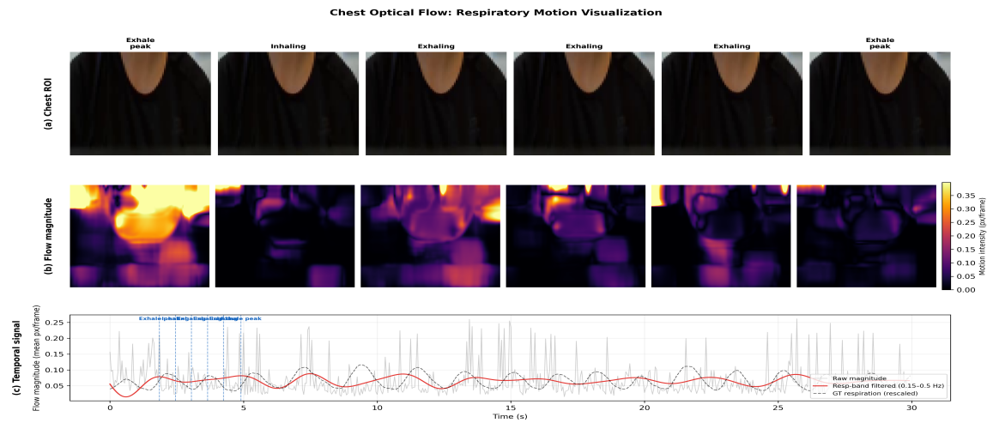 Chest Optical Flow: Respiratory Motion Visualization
Exhale
peak
Inhaling
Exhaling
Exhaling
Exhaling
Exhale
peak
(a) Chest ROI
(b) Flow magnitude
0.35
0.30
0.25
0.20
0.15
0.10
0.05
0.00
Motion intensity (px/frame)
(c) Temporal signal
Flow magnitude (mean px/frame)
0.25
0.20
0.15
0.10
0.05
Exhale peak
Raw magnitude
Resp-band filtered (0.15–0.5 Hz)
GT respiration (rescaled)
0
5
10
15
20
25
30
Time (s)